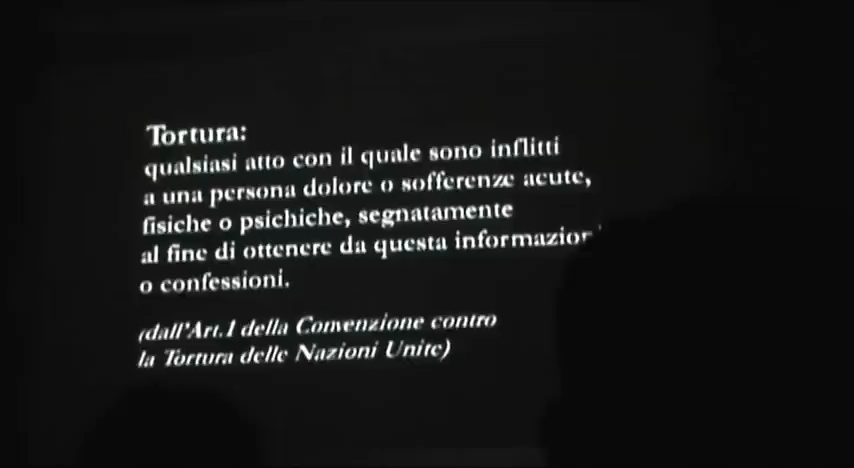 Tortura:
qualsiasi atto con il quale sono inflitti
a una persona dolore o sofferenze acute,
fisiche o psichiche, segnatamente
al fine di ottenere da questa
o confessioni.
(dall'Art.1 della Convenzione contro
la Tortura delle Nazioni Unite)